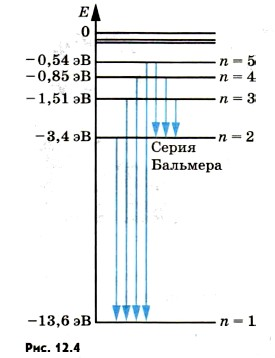 E
0
−0,54 эВ n = 5
−0,85 эВ n = 4
−1,51 эВ n = 3
−3,4 эВ n = 2
Серия
Бальмера
−13,6 эВ n = 1
Рис. 12.4